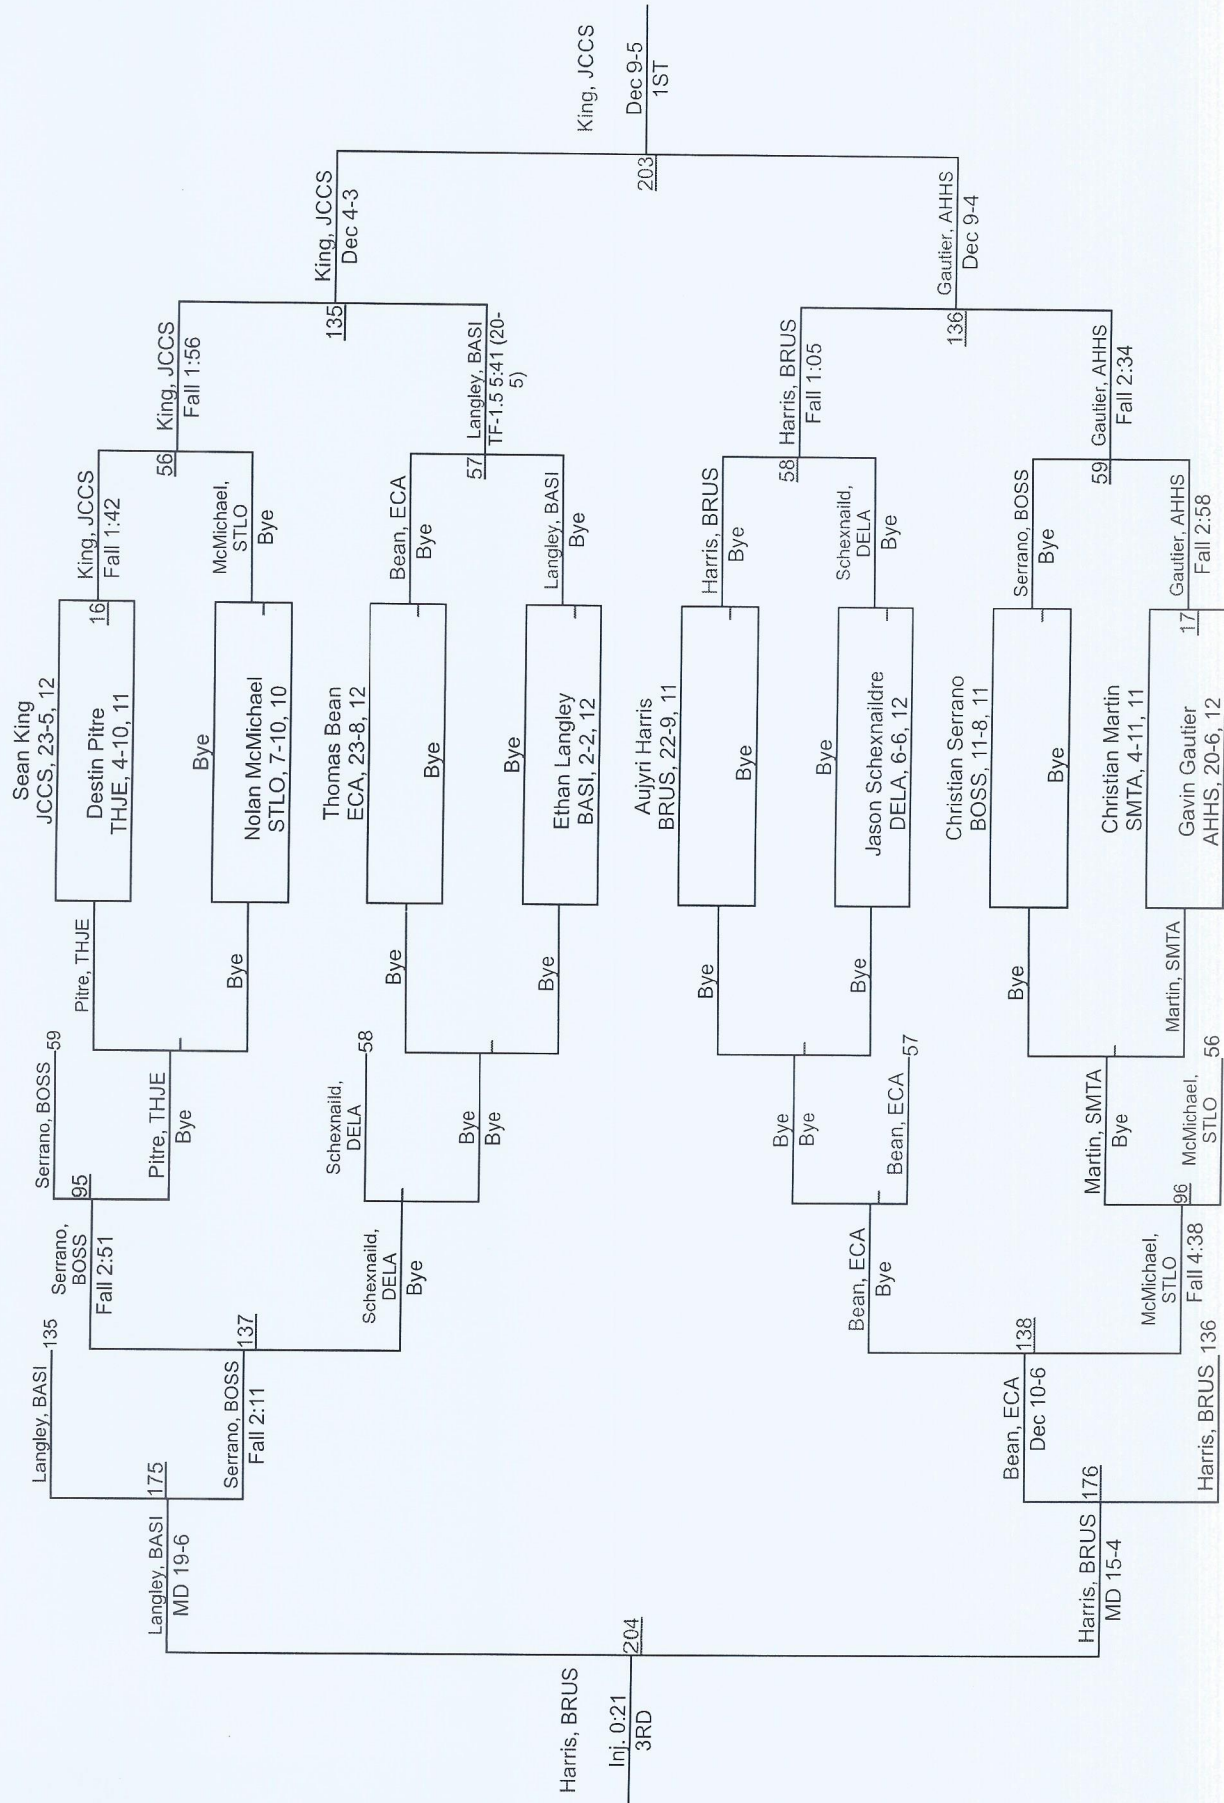 Sean King
JCCS, 23-5, 12
Destin Pitre
THJE, 4-10, 11
16
Bye
Nolan McMichael
STLO, 7-10, 10
Thomas Bean
ECA, 23-8, 12
Bye
Bye
Ethan Langley
BASI, 2-2, 12
Aujyri Harris
BRUS, 22-9, 11
Bye
Bye
Jason Schexnaildre
DELA, 6-6, 12
Christian Serrano
BOSS, 11-8, 11
Bye
Christian Martin
SMTA, 4-11, 11
Gavin Gautier
AHHS, 20-6, 12
17
King, JCCS
Fall 1:42
56
McMichael,
STLO
Bye
Bean, ECA
Bye
57
Langley, BASI
Bye
Harris, BRUS
Bye
58
Schexnaild,
DELA
Bye
Serrano, BOSS
Bye
59
Gautier, AHHS
Fall 2:58
King, JCCS
Fall 1:56
135
Langley, BASI
TF-1.5 5:41 (20-
5)
Harris, BRUS
Fall 1:05
136
Gautier, AHHS
Fall 2:34
King, JCCS
Dec 4-3
203
Gautier, AHHS
Dec 9-4
King, JCCS
Dec 9-5
1ST
Pitre, THJE
Bye
Bye
Bye
Bye
Bye
Bye
Martin, SMTA
Serrano, BOSS
59
95
Pitre, THJE
Bye
Schexnaild,
DELA
58
Bye
Bye
Bye
Bye
Bean, ECA
57
Martin, SMTA
Bye
96
McMichael,
STLO
56
Serrano,
BOSS
Fall 2:51
137
Schexnaild,
DELA
Bye
Bean, ECA
Bye
138
McMichael,
STLO
Fall 4:38
Langley, BASI
135
175
Serrano, BOSS
Fall 2:11
Bean, ECA
Dec 10-6
176
Harris, BRUS
136
Langley, BASI
MD 19-6
204
Harris, BRUS
MD 15-4
Harris, BRUS
Inj. 0:21
3RD